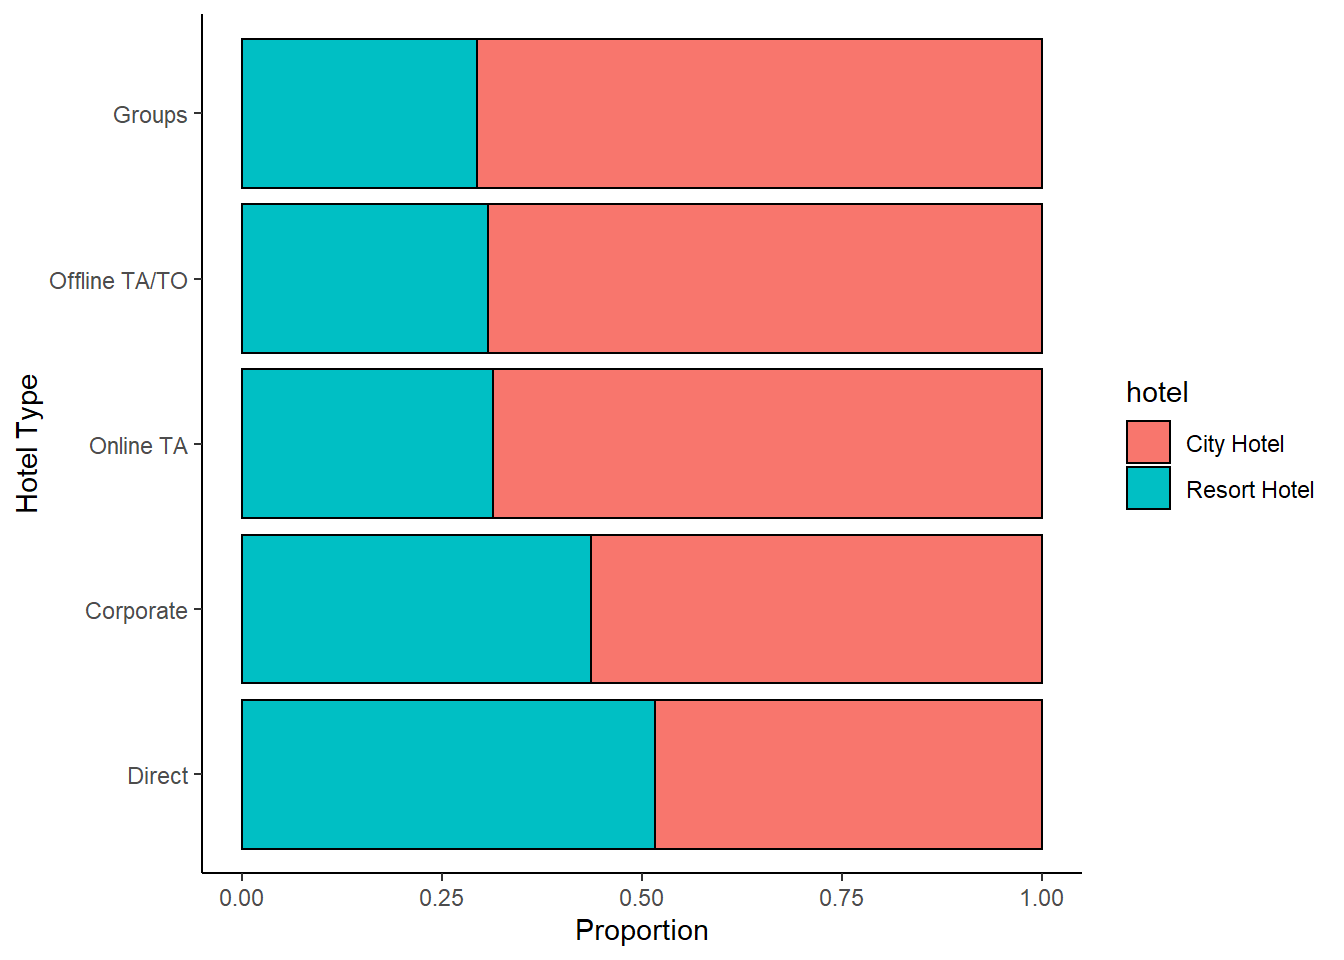 Groups
Offline TA/TO
Online TA
Corporate
Direct
Hotel Type
0.00
0.25
0.50
0.75
1.00
Proportion
hotel
City Hotel
Resort Hotel